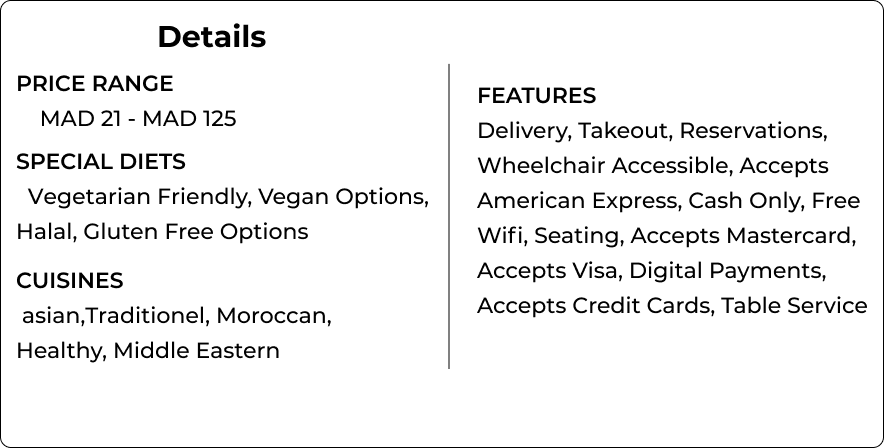 Details
PRICE RANGE
MAD 21 - MAD 125
SPECIAL DIETS
Vegetarian Friendly, Vegan Options,
Halal, Gluten Free Options
CUISINES
asian,Traditionel, Moroccan,
Healthy, Middle Eastern
FEATURES
Delivery, Takeout, Reservations,
Wheelchair Accessible, Accepts
American Express, Cash Only, Free
Wifi, Seating, Accepts Mastercard,
Accepts Visa, Digital Payments,
Accepts Credit Cards, Table Service